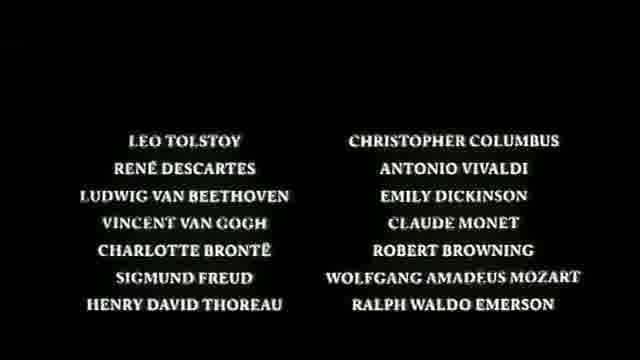 LEO TOLSTOY
RENÉ DESCARTES
LUDWIG VAN BEETHOVEN
VINCENT VAN GOGH
CHARLOTTE BRONTË
SIGMUND FREUD
HENRY DAVID THOREAU
CHRISTOPHER COLUMBUS
ANTONIO VIVALDI
EMILY DICKINSON
CLAUDE MONET
ROBERT BROWNING
WOLFGANG AMADEUS MOZART
RALPH WALDO EMERSON